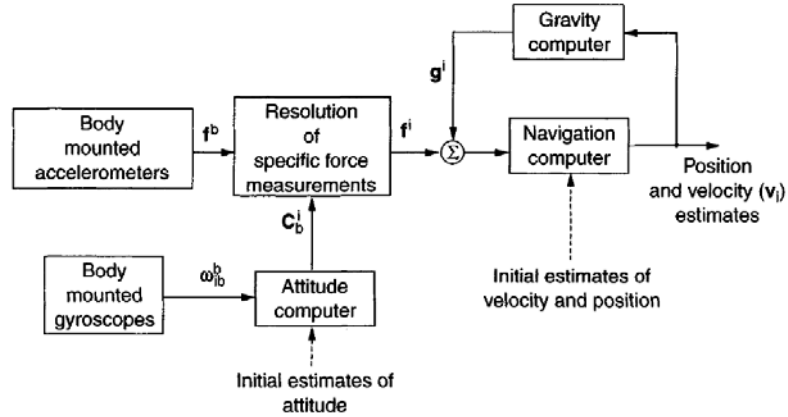 Gravity
computer
g^i
Body
mounted
accelerometers
f^b
Resolution
of
specific force
measurements
f^i
Σ
Navigation
computer
Position
and velocity (v_i)
estimates
C_b^i
Body
mounted
gyroscopes
ω_ib^b
Attitude
computer
Initial estimates of
velocity and position
Initial estimates of
attitude